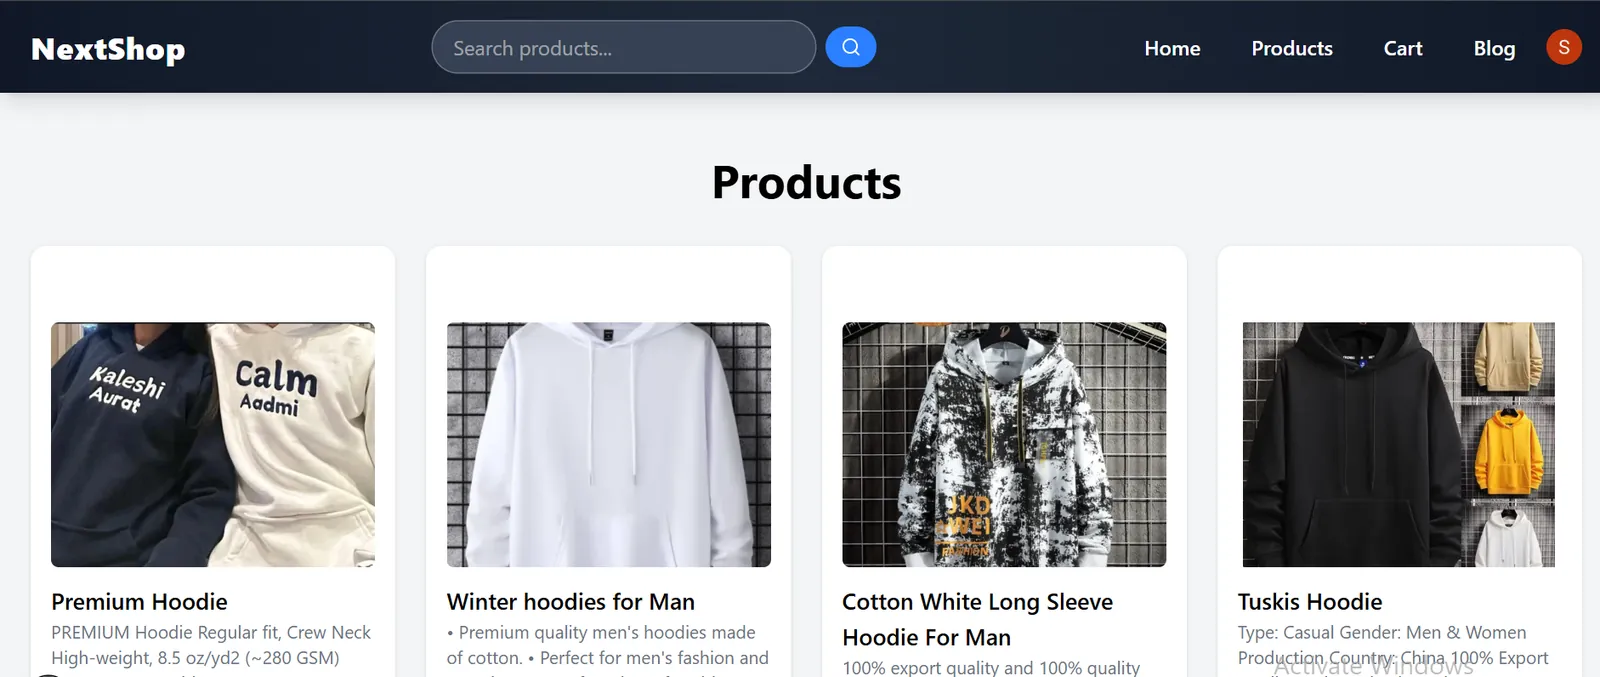 NextShop
Search products...
Home
Products
Cart
Blog
S
Products
Kaleshi
Aurat
Calm
Aadmi
JKD
WEI
FASHION
Premium Hoodie
PREMIUM Hoodie Regular fit, Crew Neck
High-weight, 8.5 oz/yd2 (~280 GSM)
Winter hoodies for Man
• Premium quality men's hoodies made
of cotton. • Perfect for men's fashion and
Cotton White Long Sleeve
Hoodie For Man
100% export quality and 100% quality
Tuskis Hoodie
Type: Casual Gender: Men & Women
Production Country: China 100% Export
Activate Windows